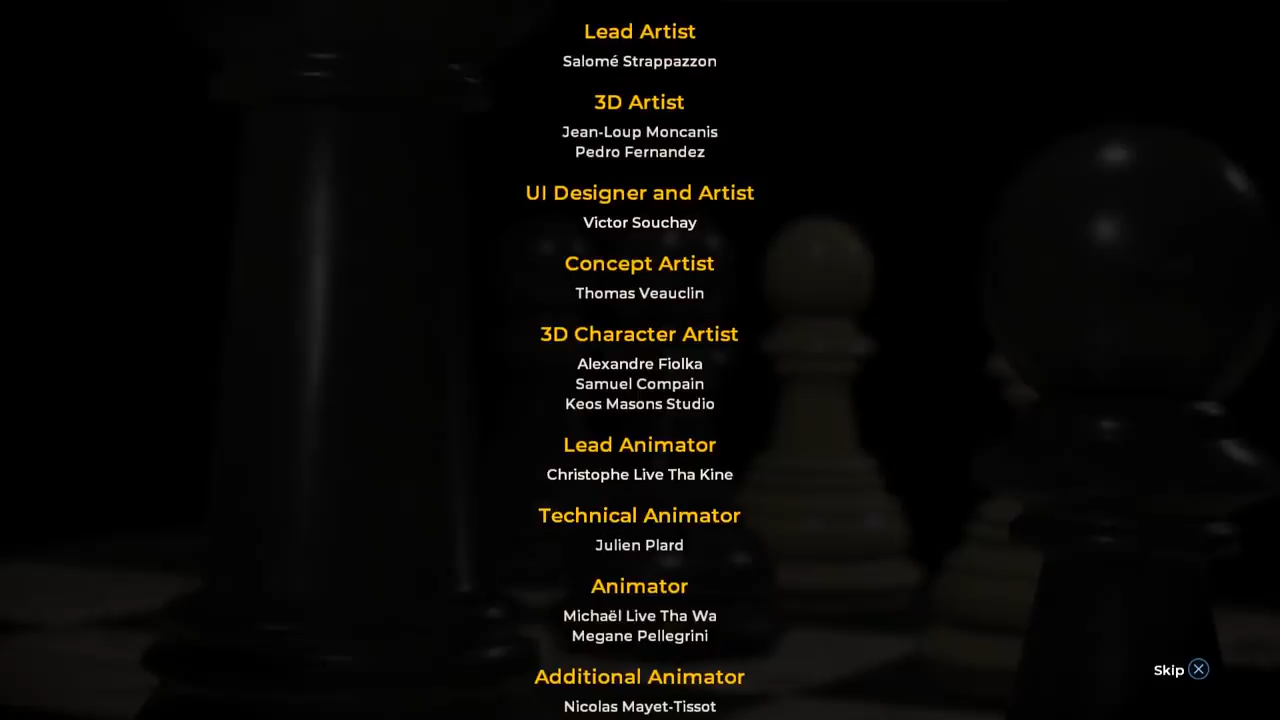 Lead Artist
Salomé Strappazzon
3D Artist
Jean-Loup Moncanis
Pedro Fernandez
UI Designer and Artist
Victor Souchay
Concept Artist
Thomas Veauclin
3D Character Artist
Alexandre Fiolka
Samuel Compain
Keos Masons Studio
Lead Animator
Christophe Live Tha Kine
Technical Animator
Julien Plard
Animator
Michaël Live Tha Wa
Megane Pellegrini
Skip
Additional Animator
Nicolas Mayet-Tissot